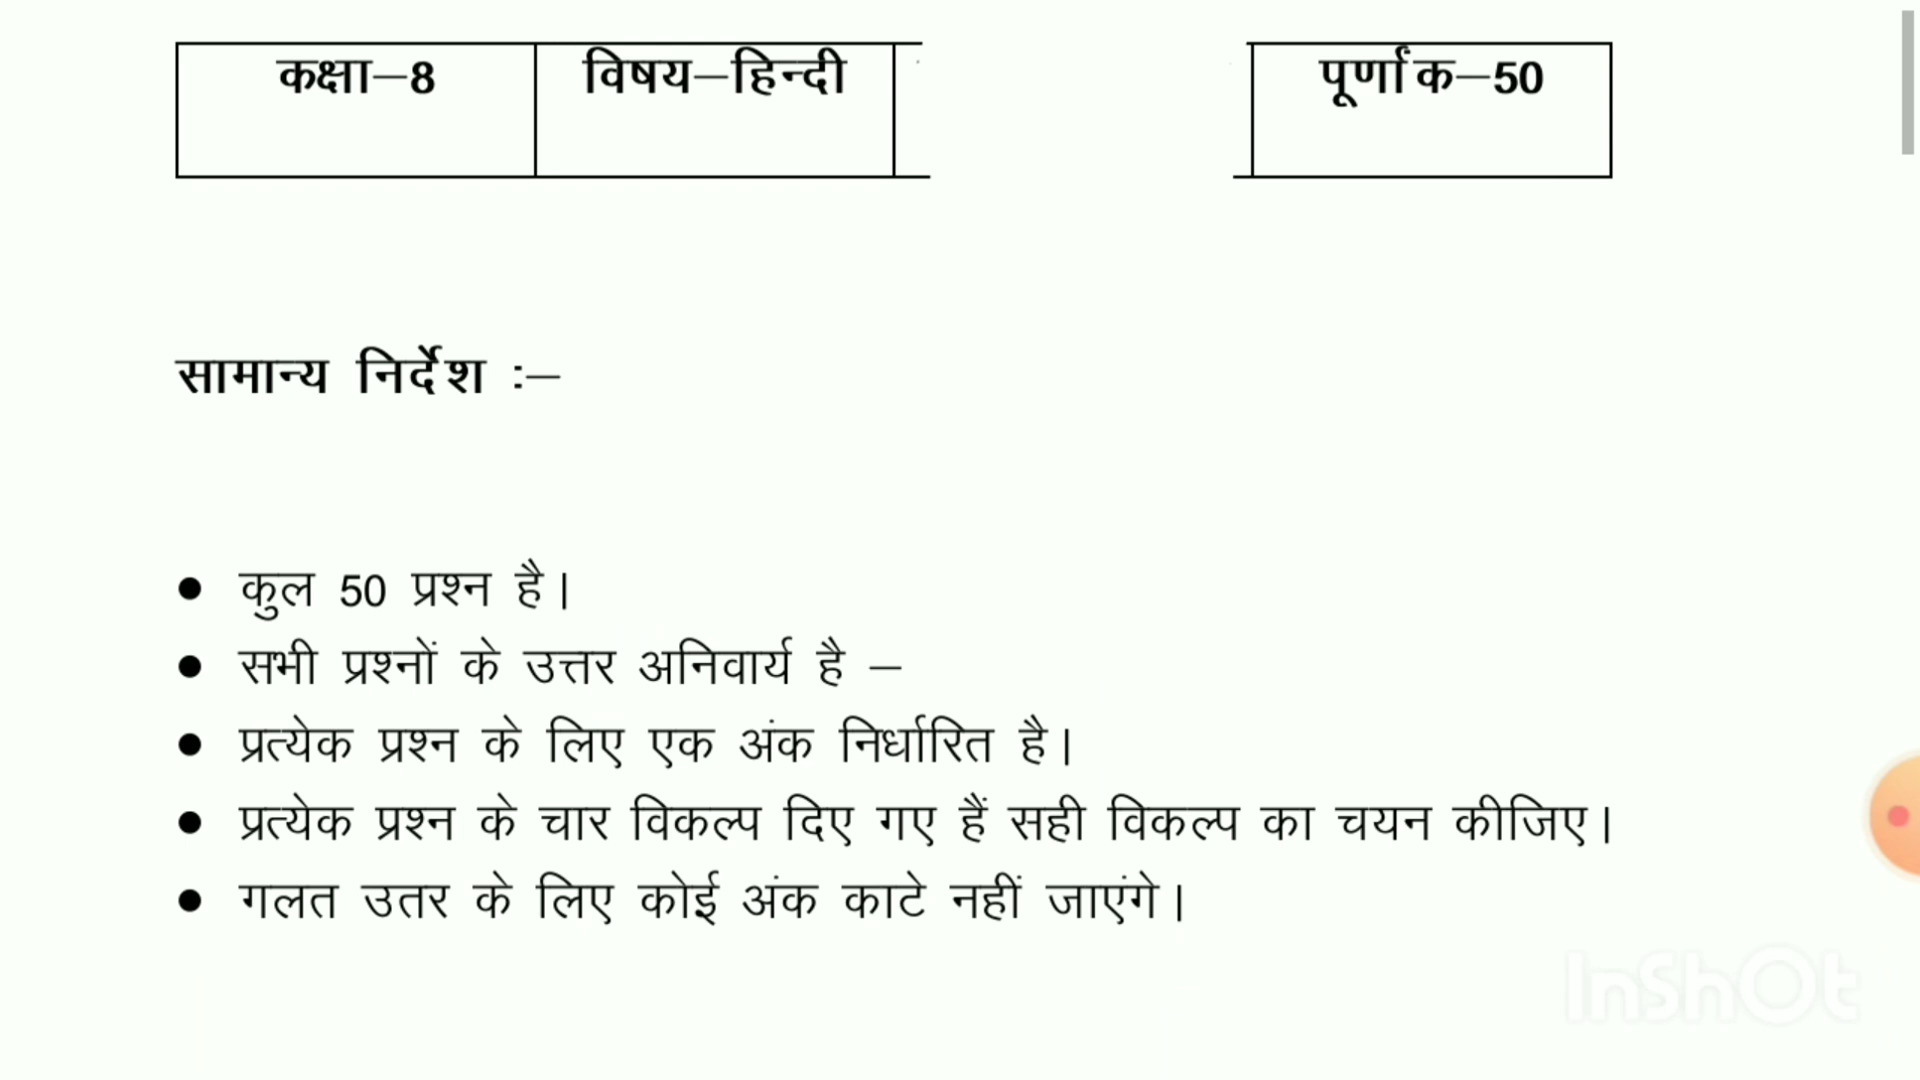 कक्षा–8 विषय–हिन्दी पूर्णांक–50
सामान्य निर्देश :–
● कुल 50 प्रश्न है।
● सभी प्रश्नों के उत्तर अनिवार्य है –
● प्रत्येक प्रश्न के लिए एक अंक निर्धारित है।
● प्रत्येक प्रश्न के चार विकल्प दिए गए हैं सही विकल्प का चयन कीजिए।
● गलत उतर के लिए कोई अंक काटे नहीं जाएंगे।
InShOt